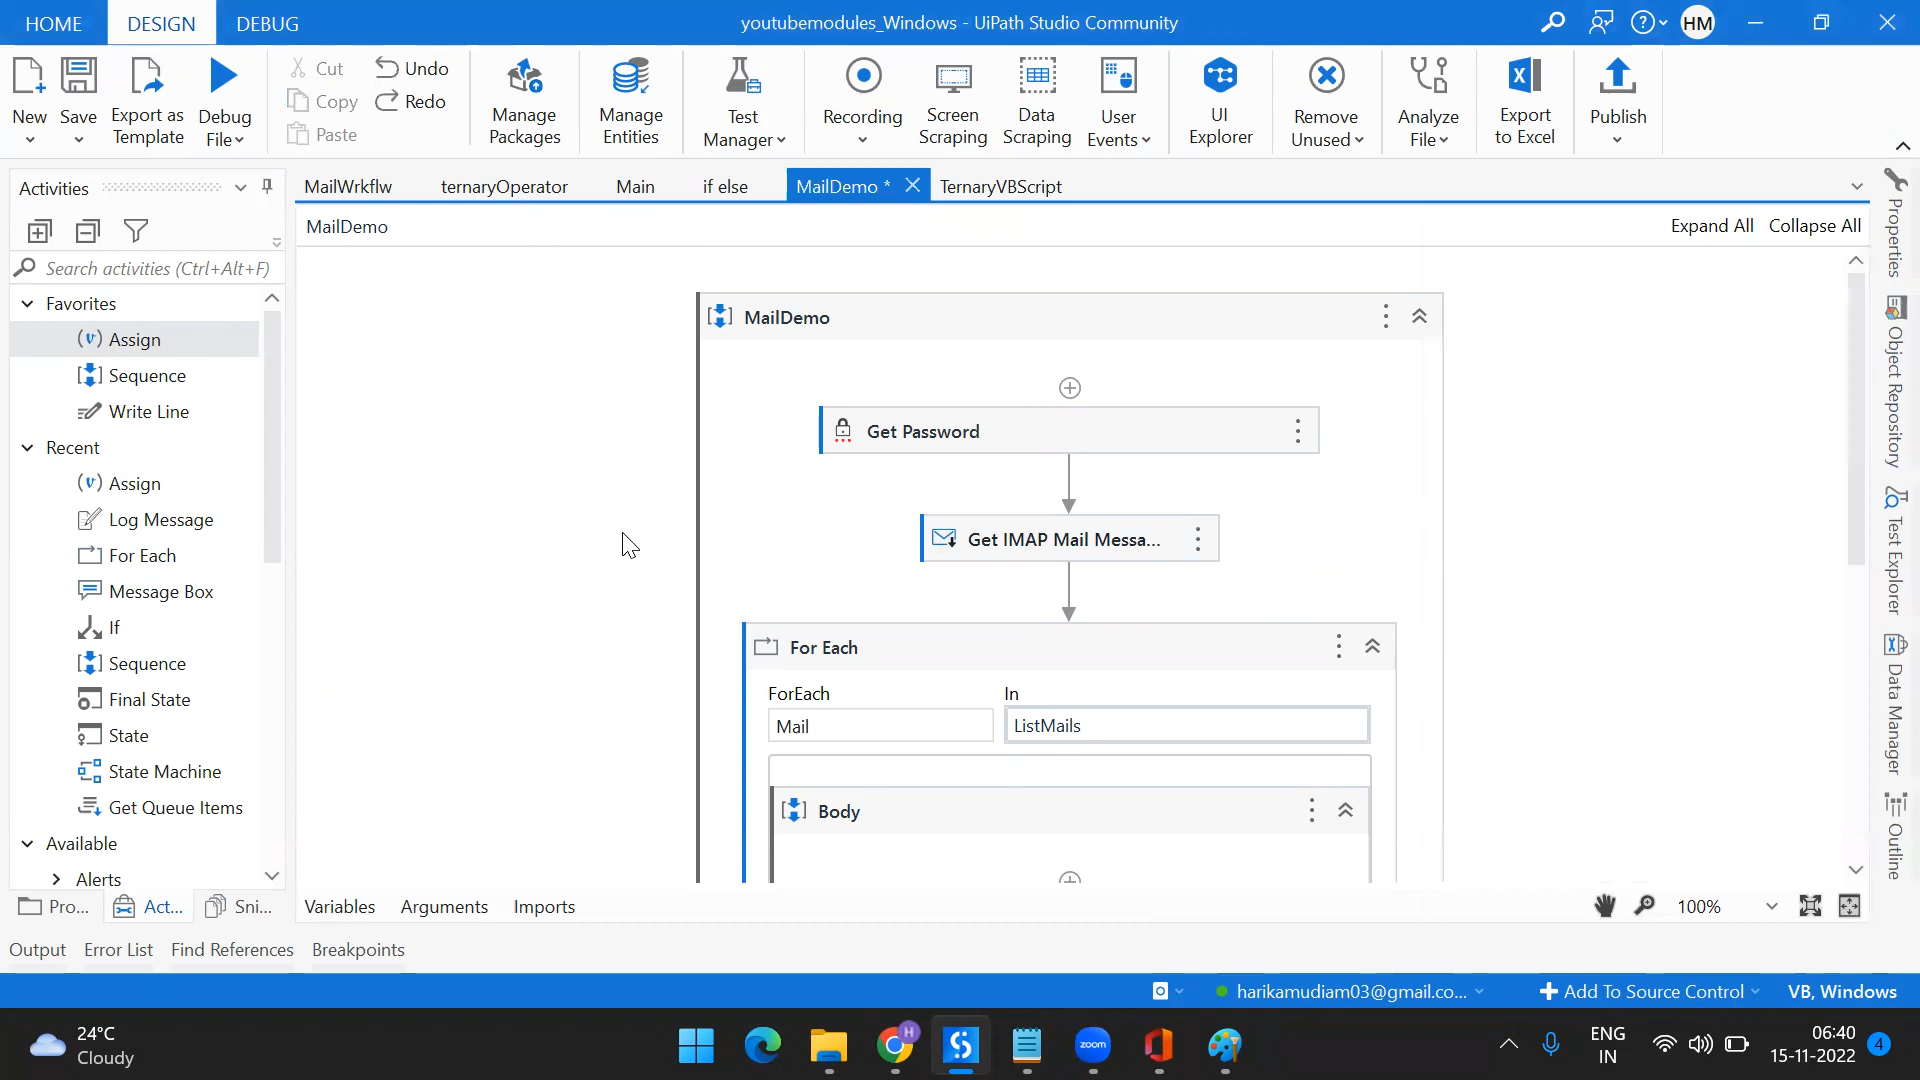 HOME
DESIGN
DEBUG
youtubemodules_Windows - UiPath Studio Community
HM
New
Save
Export as
Template
Debug
File
Cut
Copy
Paste
Undo
Redo
Manage
Packages
Manage
Entities
Test
Manager
Recording
Screen
Scraping
Data
Scraping
User
Events
UI
Explorer
Remove
Unused
Analyze
File
Export
to Excel
Publish
Activities
MailWrkflw
ternaryOperator
Main
if else
MailDemo *
TernaryVBScript
MailDemo
Expand All
Collapse All
Search activities (Ctrl+Alt+F)
Favorites
Assign
Sequence
Write Line
Recent
Assign
Log Message
For Each
Message Box
If
Sequence
Final State
State
State Machine
Get Queue Items
Available
Alerts
MailDemo
Get Password
Get IMAP Mail Messa...
For Each
ForEach
In
Mail
ListMails
Body
Properties
Object Repository
Test Explorer
Data Manager
Outline
Pro...
Act...
Sni...
Variables
Arguments
Imports
100%
Output
Error List
Find References
Breakpoints
harikamudiam03@gmail.co...
Add To Source Control
VB, Windows
24°C
Cloudy
H
zoom
ENG
IN
06:40
15-11-2022
4